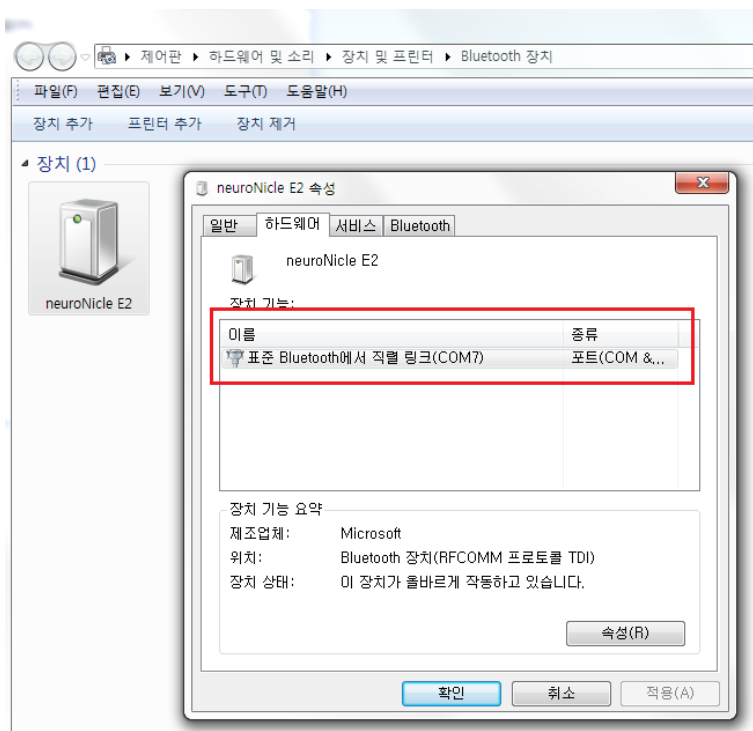 제어판 ▸ 하드웨어 및 소리 ▸ 장치 및 프린터 ▸ Bluetooth 장치
파일(F) 편집(E) 보기(V) 도구(T) 도움말(H)
장치 추가 프린터 추가 장치 제거
장치 (1)
neuroNicle E2
neuroNicle E2 속성
일반 하드웨어 서비스 Bluetooth
neuroNicle E2
장치 기능:
이름 종류
표준 Bluetooth에서 직렬 링크(COM7) 포트(COM &,...
장치 기능 요약
제조업체: Microsoft
위치: Bluetooth 장치(RFCOMM 프로토콜 TDI)
장치 상태: 이 장치가 올바르게 작동하고 있습니다.
속성(R)
확인 취소 적용(A)